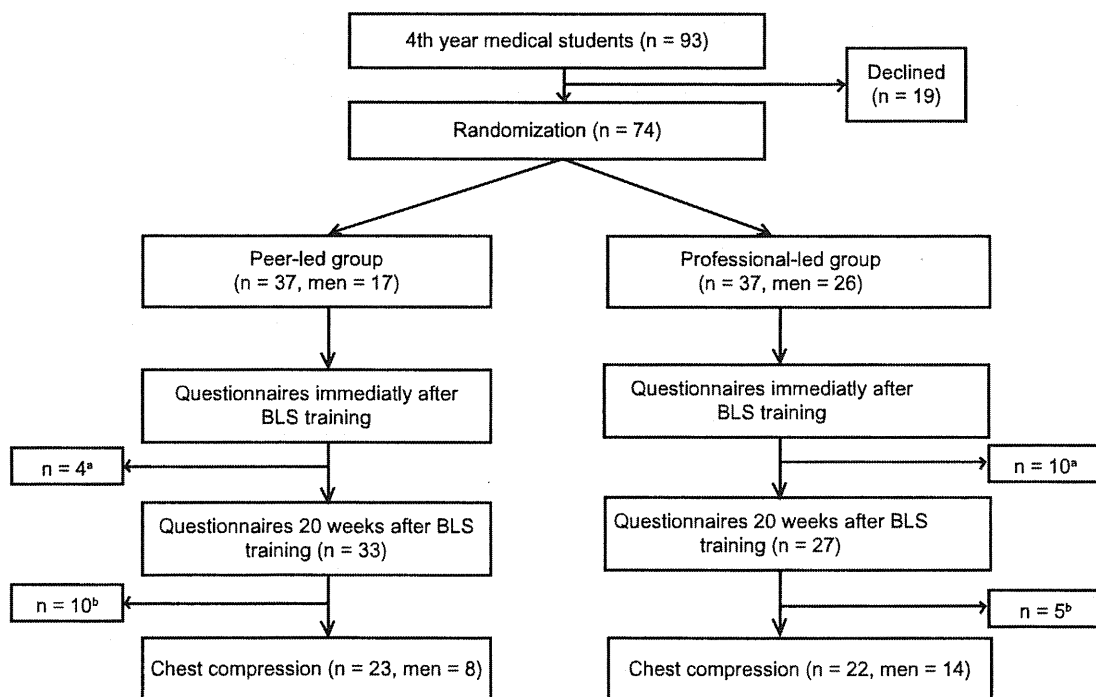 4th year medical students (n = 93)
Declined
(n = 19)
Randomization (n = 74)
Peer-led group
(n = 37, men = 17)
Professional-led group
(n = 37, men = 26)
Questionnaires immediatly after
BLS training
Questionnaires immediatly after
BLS training
n = 4ᵃ
n = 10ᵃ
Questionnaires 20 weeks after BLS
training (n = 33)
Questionnaires 20 weeks after BLS
training (n = 27)
n = 10ᵇ
n = 5ᵇ
Chest compression (n = 23, men = 8)
Chest compression (n = 22, men = 14)